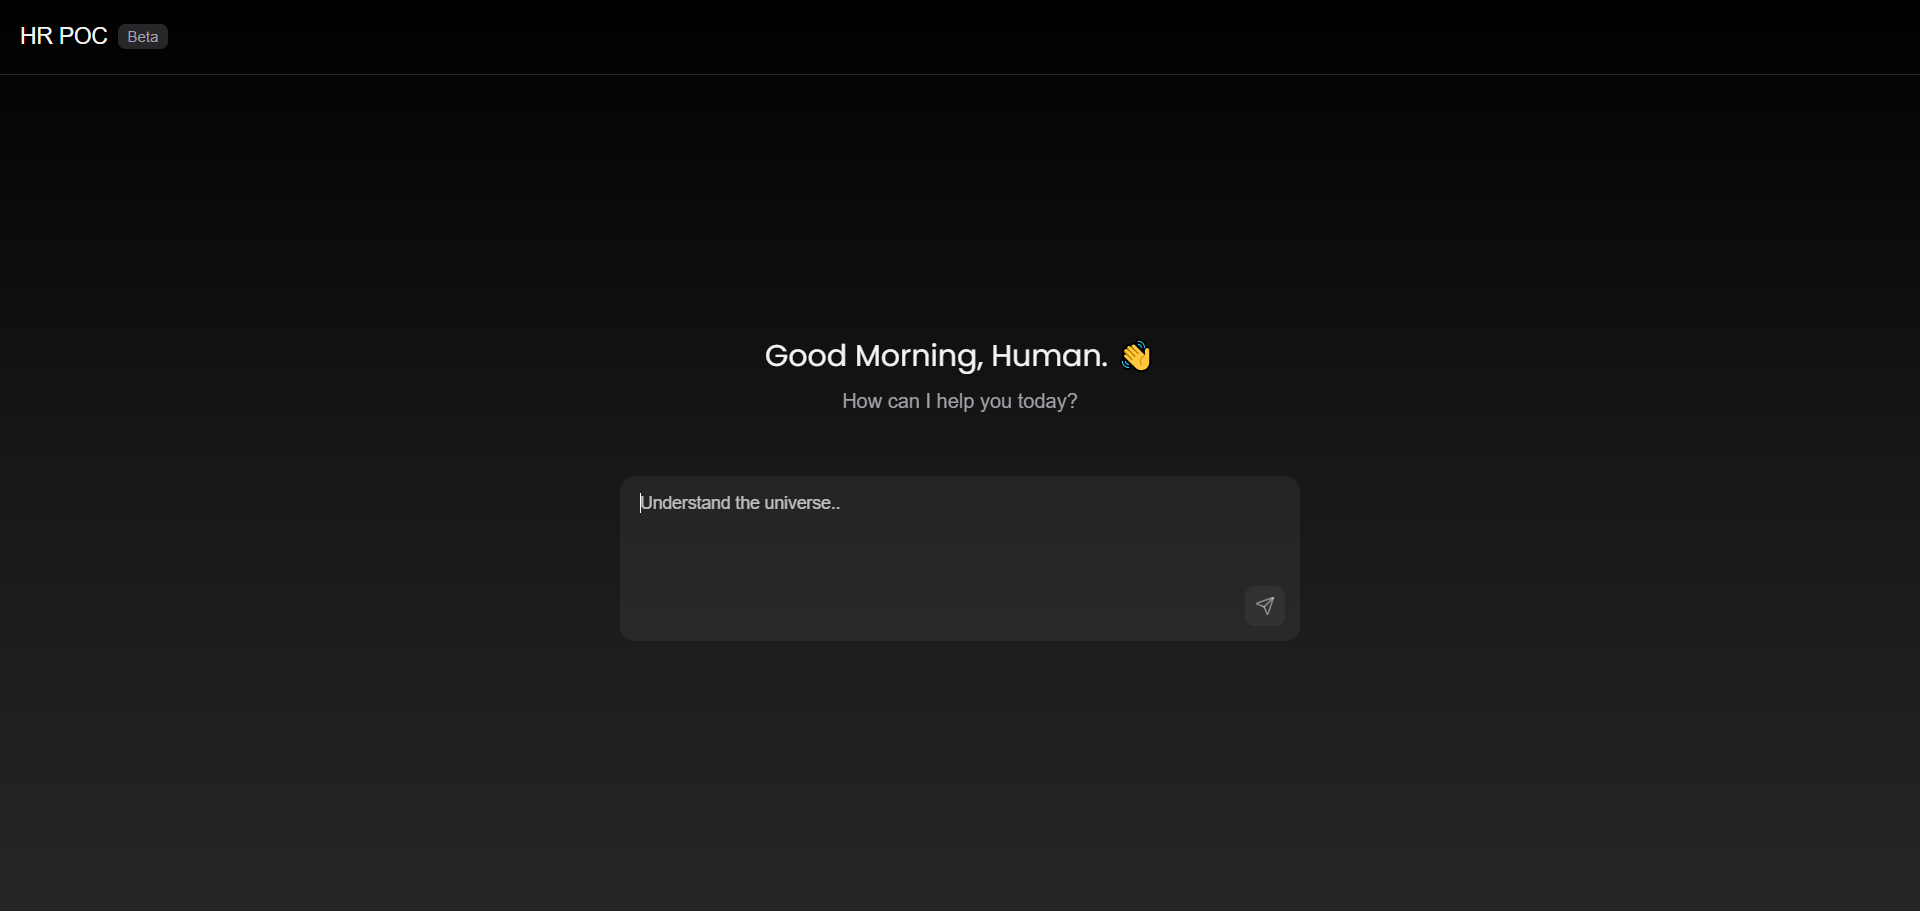 HR POC Beta
Good Morning, Human. 👋
How can I help you today?
Understand the universe..